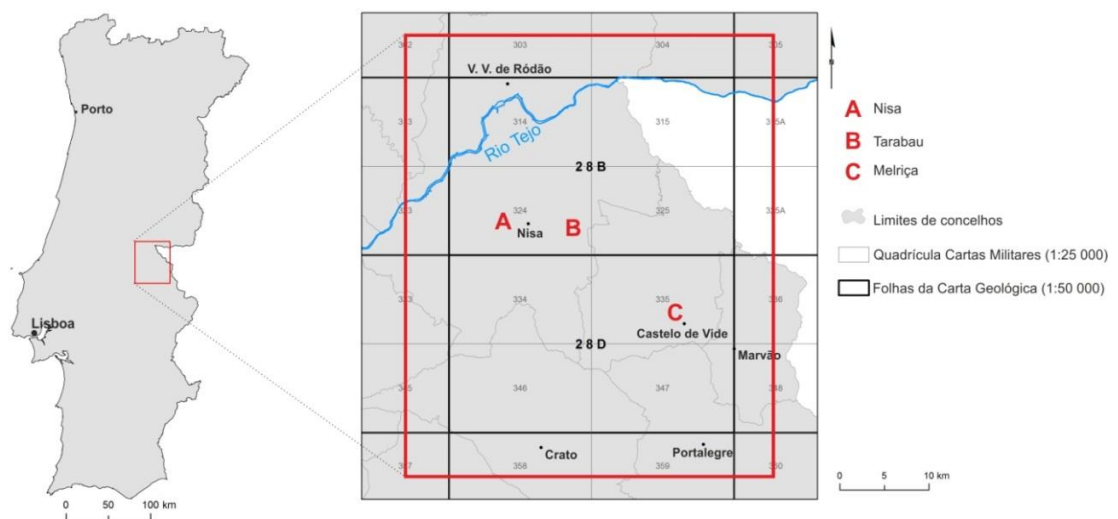 Porto
Lisboa
0 50 100 km
302 303 304 305
V. V. de Ródão
313 314 315 315A
Rio Tejo
28B
323 324 325 325A
A B
Nisa
333 334 335 336
C
Castelo de Vide
28D
Marvão
345 346 347 348
Crato
Portalegre
357 358 359 360
N
A Nisa
B Tarabau
C Melriça
Limites de concelhos
Quadrícula Cartas Militares (1:25 000)
Folhas da Carta Geológica (1:50 000)
0 5 10 km